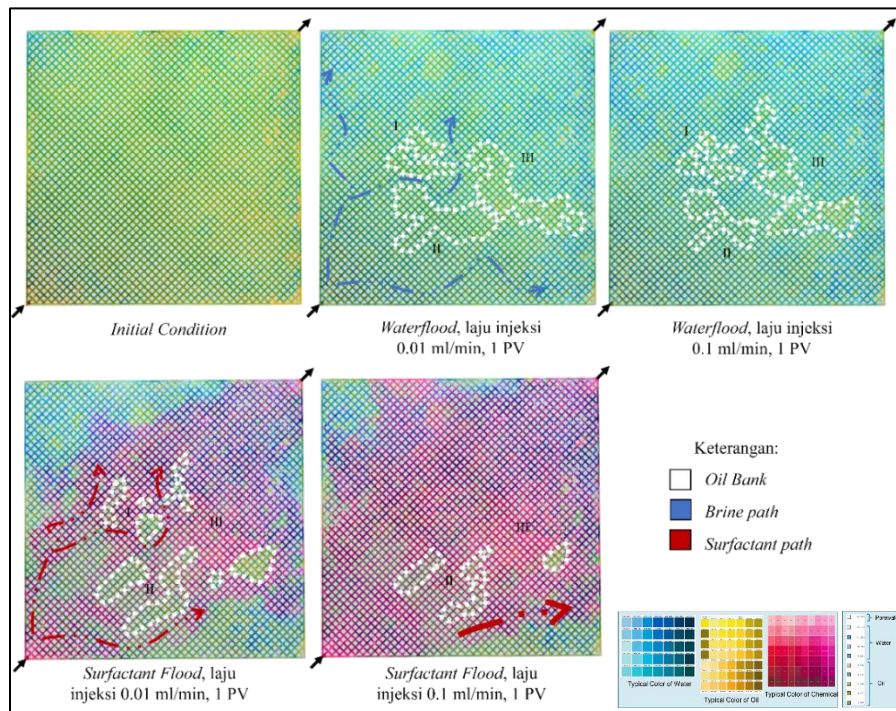 I
III
II
I
III
II
Initial Condition
Waterflood, laju injeksi
0.01 ml/min, 1 PV
Waterflood, laju injeksi
0.1 ml/min, 1 PV
I
III
II
III
II
Keterangan:
Oil Bank
Brine path
Surfactant path
Surfactant Flood, laju
injeksi 0.01 ml/min, 1 PV
Surfactant Flood, laju
injeksi 0.1 ml/min, 1 PV
Typical Color of Water
Typical Color of Oil
Typical Color of Chemical
Water
Oil